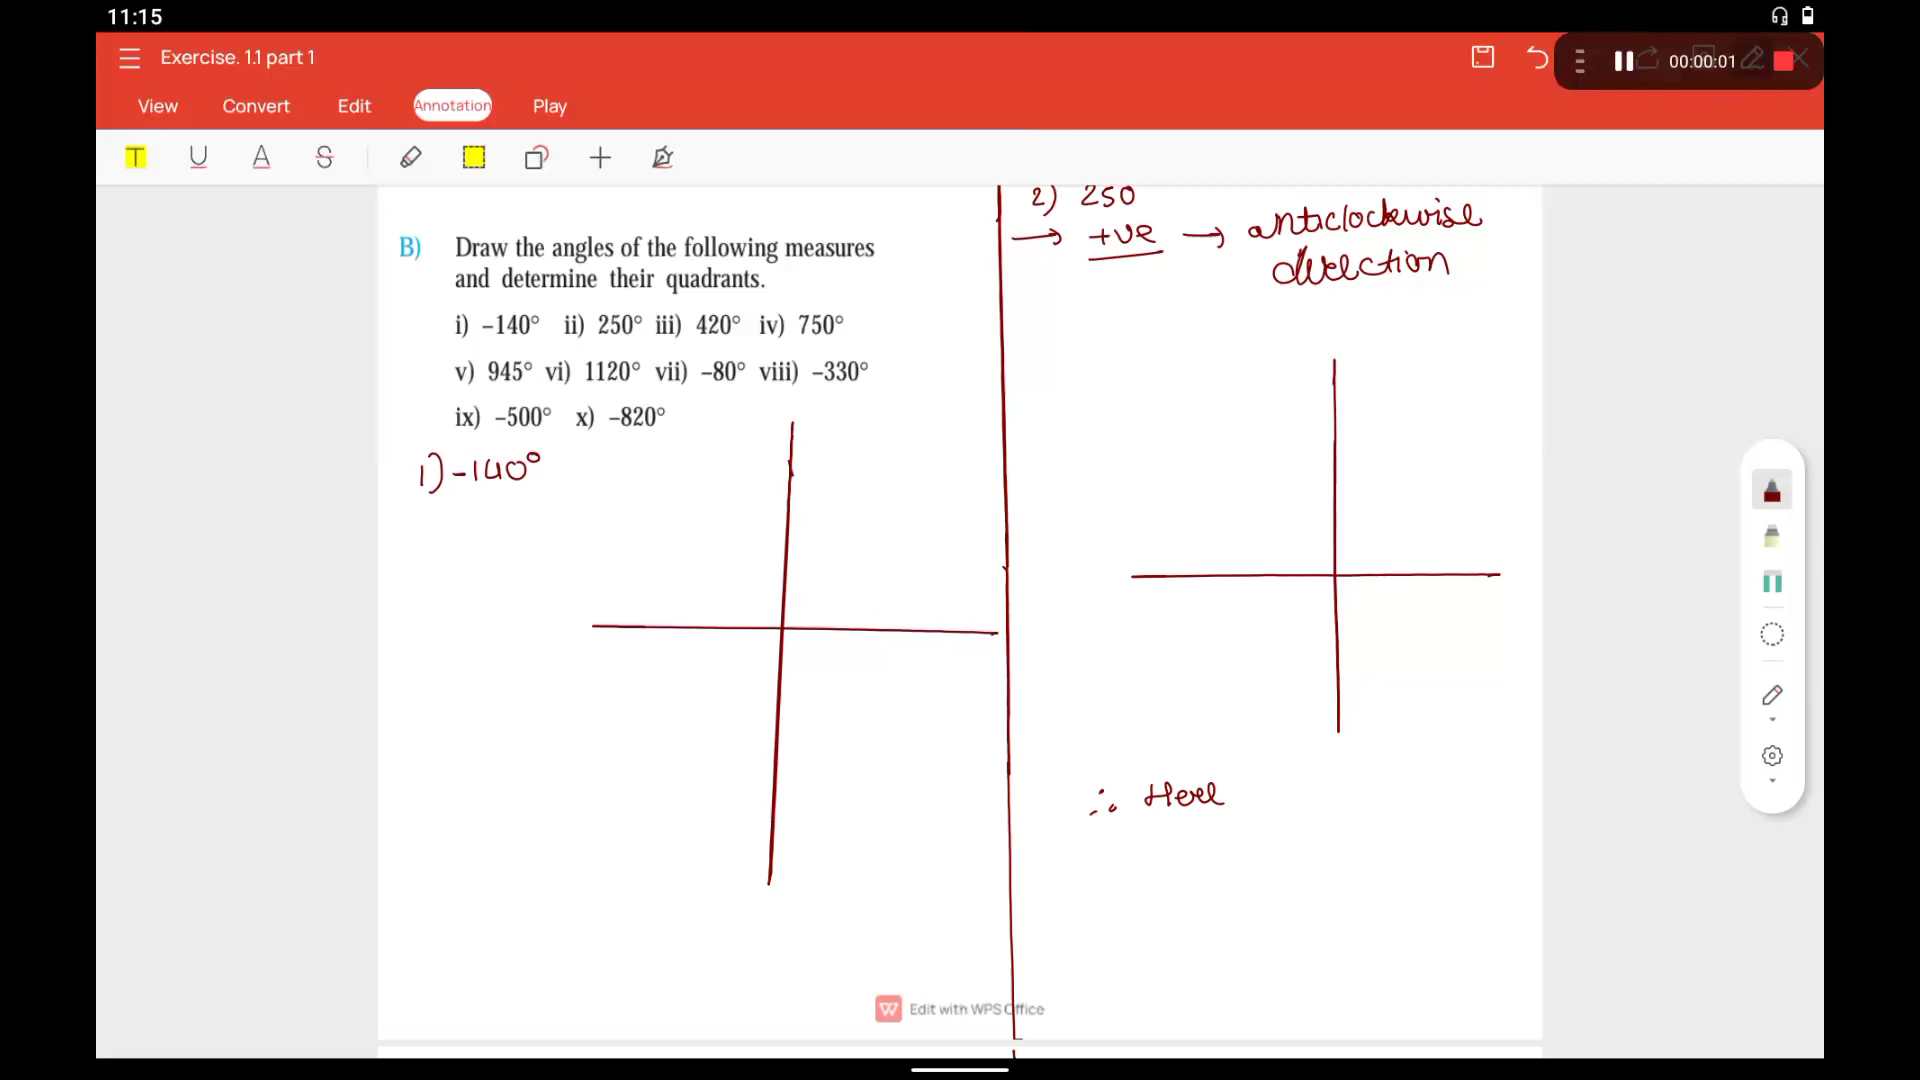 11:15
Exercise. 1.1 part 1
00:00:01
View Convert Edit Annotation Play
T U A S
B) Draw the angles of the following measures
and determine their quadrants.
i) –140° ii) 250° iii) 420° iv) 750°
v) 945° vi) 1120° vii) –80° viii) –330°
ix) –500° x) –820°
1) -140°
2) 250
→ +ve → anticlockwise
direction
∴ Here
Edit with WPS Office